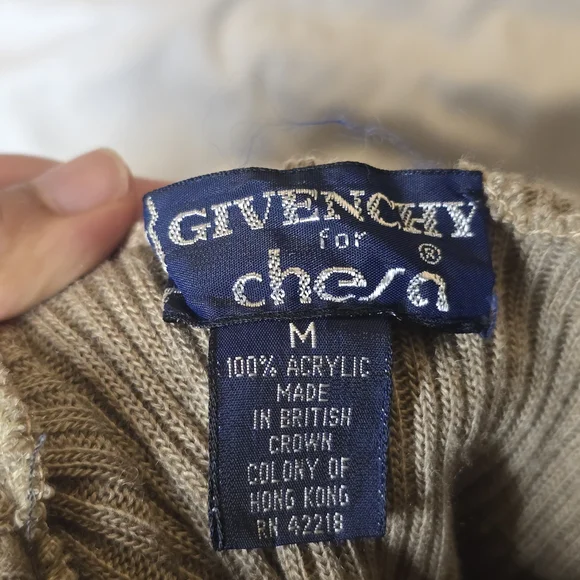 GIVENCHY
for
chesa ®
M
100% ACRYLIC
MADE
IN BRITISH
CROWN
COLONY OF
HONG KONG
RN 42218